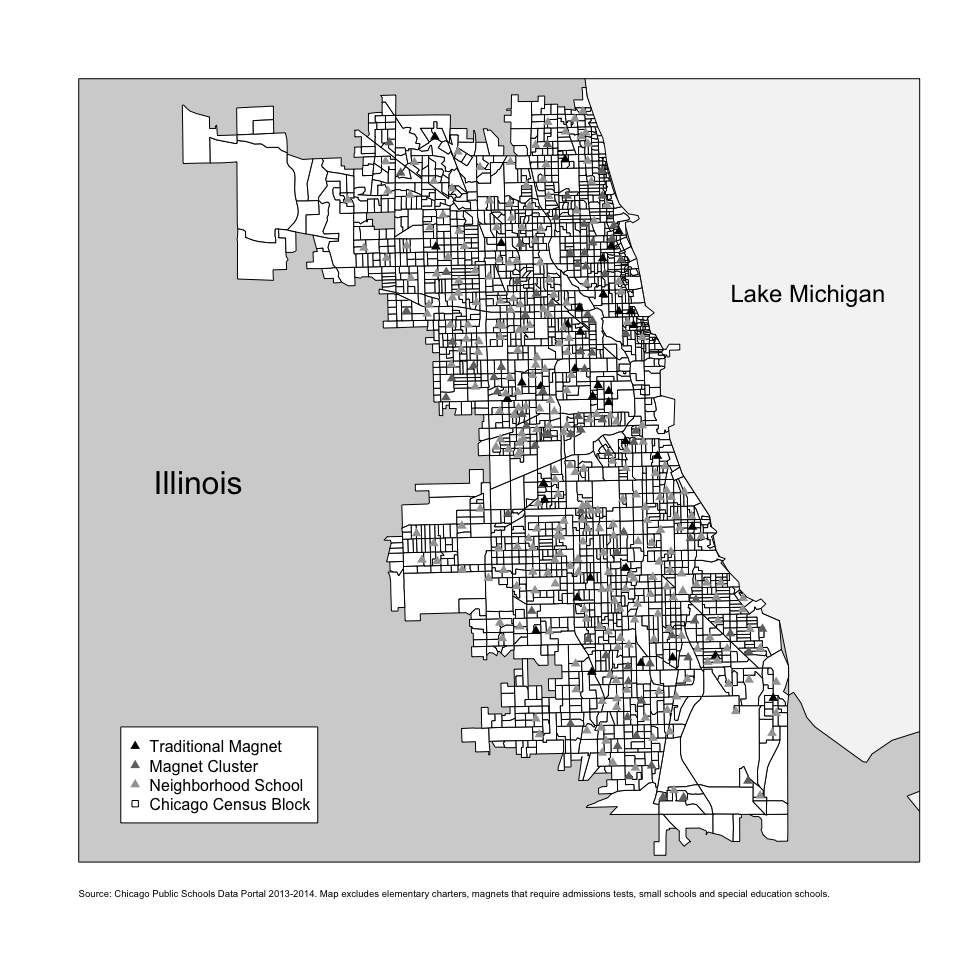 Lake Michigan
Illinois
Traditional Magnet
Magnet Cluster
Neighborhood School
Chicago Census Block
Source: Chicago Public Schools Data Portal 2013-2014. Map excludes elementary charters, magnets that require admissions tests, small schools and special education schools.